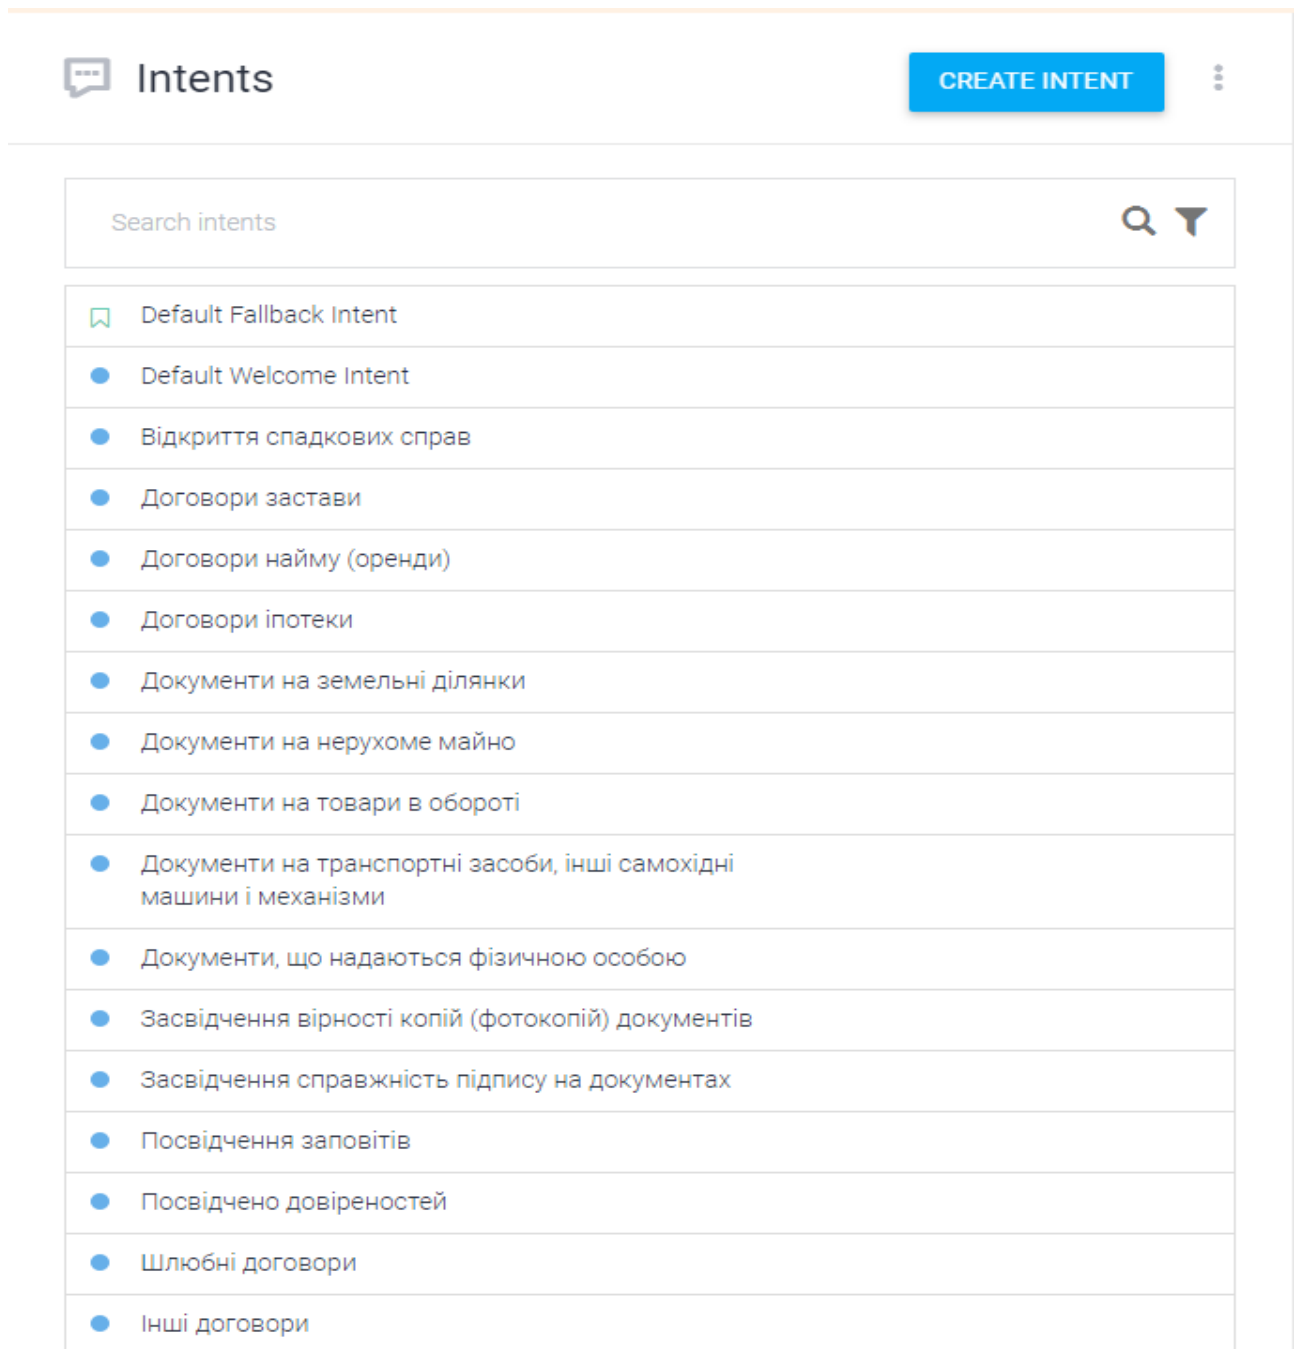 Intents
CREATE INTENT
Search intents
Default Fallback Intent
Default Welcome Intent
Відкриття спадкових справ
Договори застави
Договори найму (оренди)
Договори іпотеки
Документи на земельні ділянки
Документи на нерухоме майно
Документи на товари в обороті
Документи на транспортні засоби, інші самохідні
машини і механізми
Документи, що надаються фізичною особою
Засвідчення вірності копій (фотокопій) документів
Засвідчення справжність підпису на документах
Посвідчення заповітів
Посвідчено довіреностей
Шлюбні договори
Інші договори